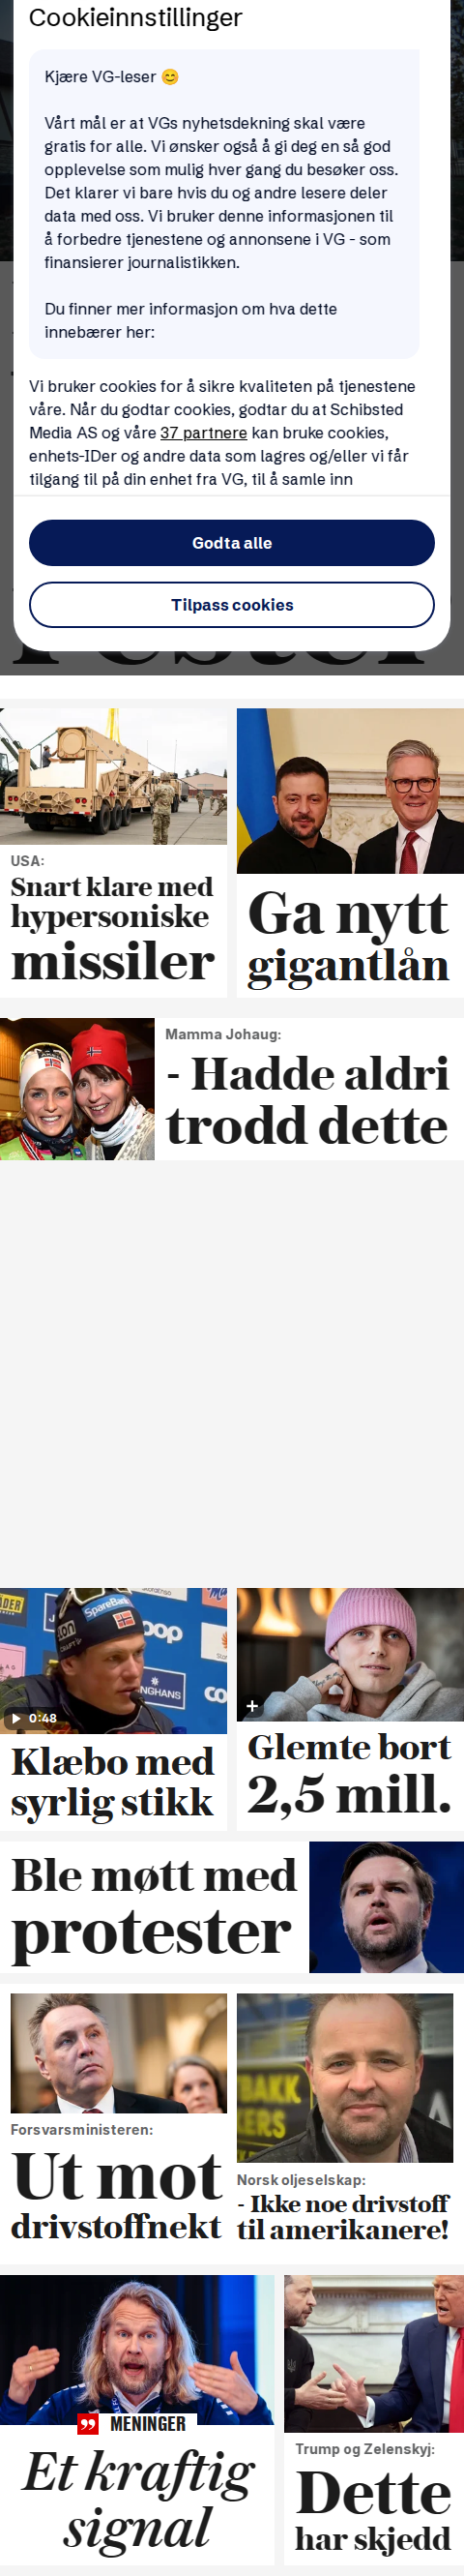 Cookieinnstillinger
Kjære VG-leser 😊
Vårt mål er at VGs nyhetsdekning skal være
gratis for alle. Vi ønsker også å gi deg en så god
opplevelse som mulig hver gang du besøker oss.
Det klarer vi bare hvis du og andre lesere deler
data med oss. Vi bruker denne informasjonen til
å forbedre tjenestene og annonsene i VG - som
finansierer journalistikken.
Du finner mer informasjon om hva dette
innebærer her:
Vi bruker cookies for å sikre kvaliteten på tjenestene
våre. Når du godtar cookies, godtar du at Schibsted
Media AS og våre 37 partnere kan bruke cookies,
enhets-IDer og andre data som lagres og/eller vi får
tilgang til på din enhet fra VG, til å samle inn
Godta alle
Tilpass cookies
USA:
Snart klare med
hypersoniske
missiler
Ga nytt
gigantlån
Mamma Johaug:
- Hadde aldri
trodd dette
SpareBank
0:48
Klæbo med
syrlig stikk
Glemte bort
2,5 mill.
Ble møtt med
protester
Forsvarsministeren:
Ut mot
drivstoffnekt
Norsk oljeselskap:
- Ikke noe drivstoff
til amerikanere!
MENINGER
Et kraftig
signal
Trump og Zelenskyj:
Dette
har skjedd